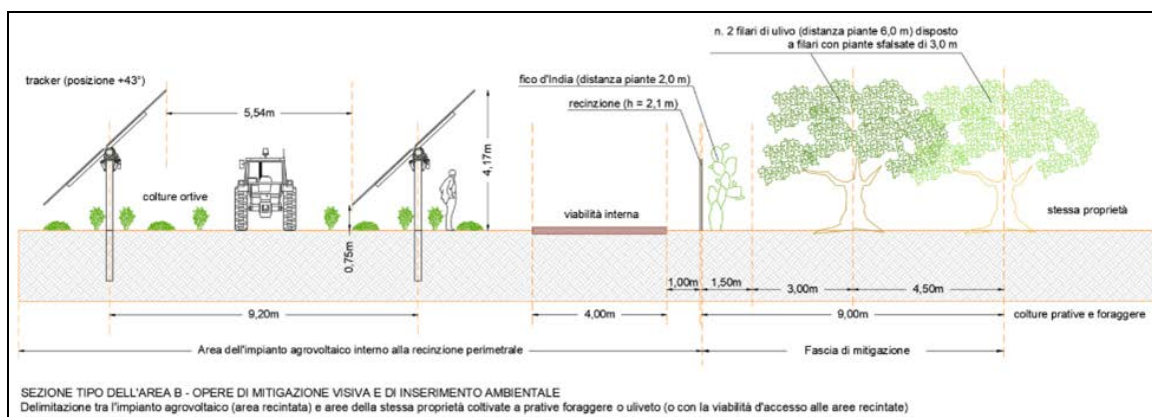 n. 2 filari di ulivo (distanza piante 6,0 m) disposto
a filari con piante sfalsate di 3,0 m
tracker (posizione +43°)
fico d'India (distanza piante 2,0 m)
recinzione (h = 2,1 m)
5,54m
4,17m
colture ortive
viabilità interna
stessa proprietà
0,75m
1,00m
1,50m
3,00m
4,50m
9,20m
4,00m
9,00m
colture prative e foraggere
Area dell'impianto agrovoltaico interno alla recinzione perimetrale
Fascia di mitigazione
SEZIONE TIPO DELL'AREA B - OPERE DI MITIGAZIONE VISIVA E DI INSERIMENTO AMBIENTALE
Delimitazione tra l'impianto agrovoltaico (area recintata) e aree della stessa proprietà coltivate a prative foraggere o uliveto (o con la viabilità d'accesso alle aree recintate)